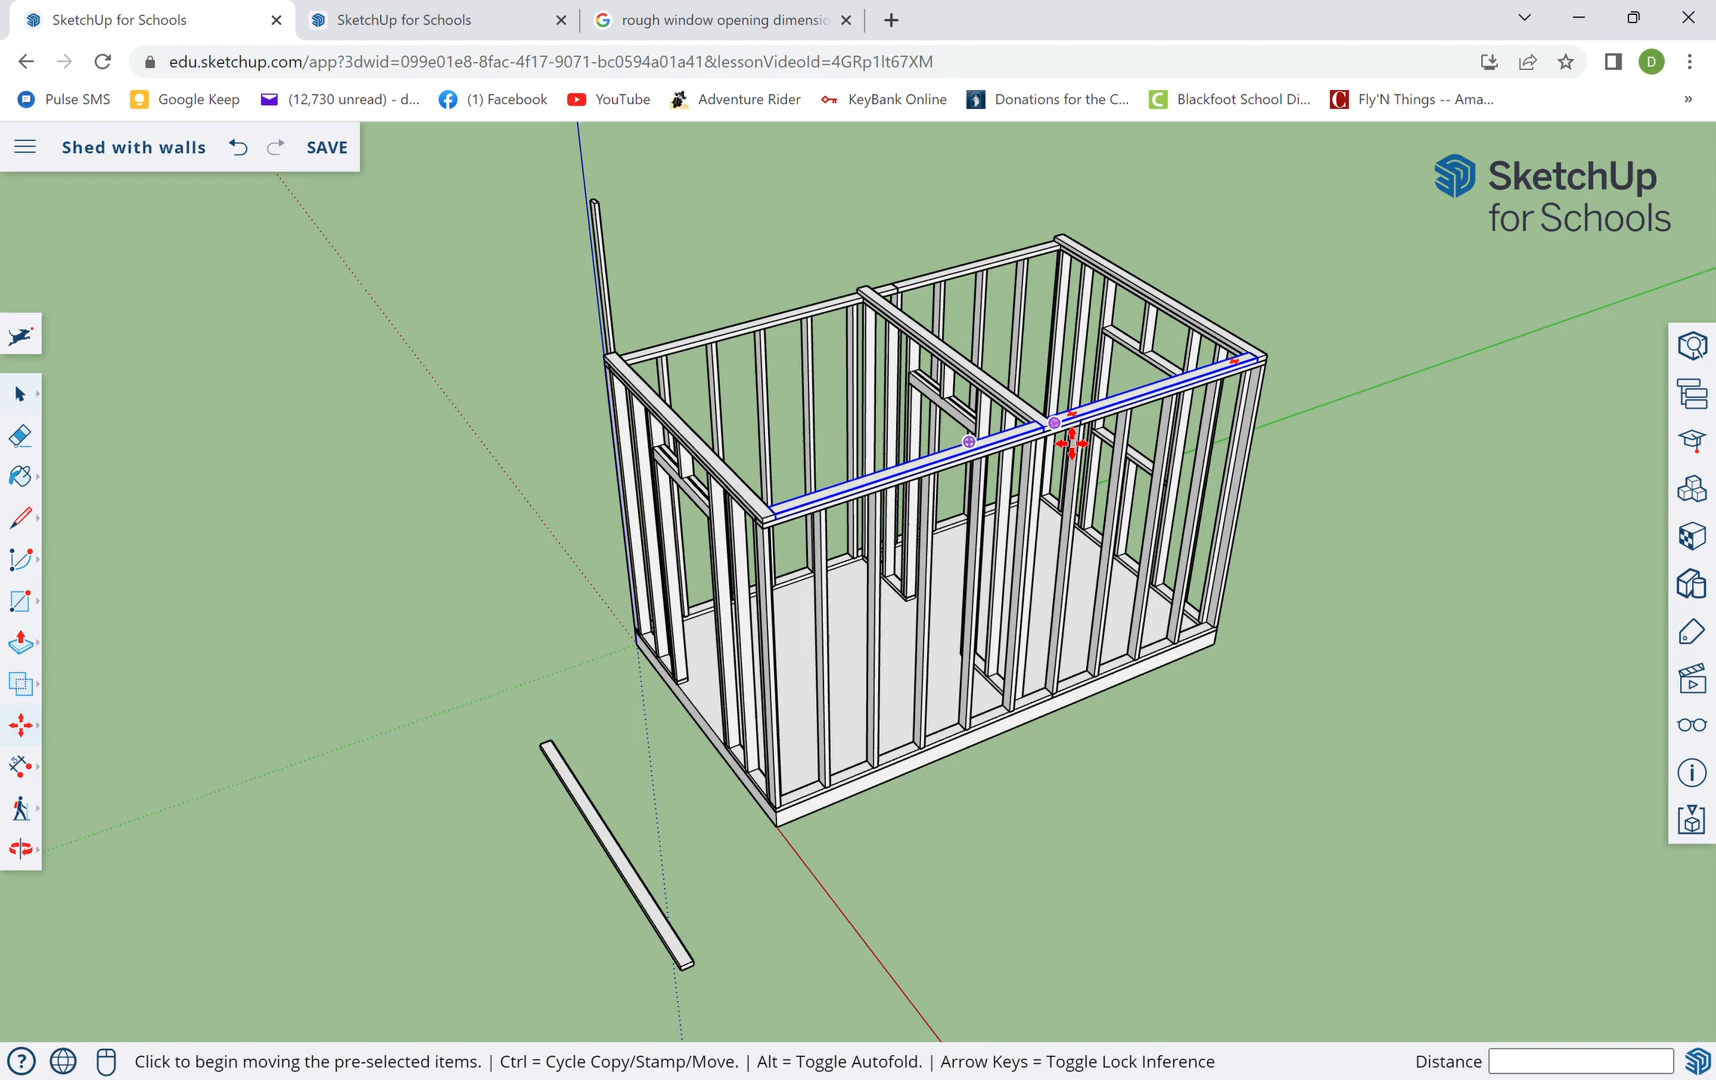 SketchUp for Schools
SketchUp for Schools
rough window opening dimensio
edu.sketchup.com/app?3dwid=099e01e8-8fac-4f17-9071-bc0594a01a41&lessonVideoId=4GRp1It67XM
D
Pulse SMS
Google Keep
(12,730 unread) - d...
(1) Facebook
YouTube
Adventure Rider
KeyBank Online
Donations for the C...
Blackfoot School Di...
Fly'N Things -- Ama...
»
Shed with walls
SAVE
SketchUp
for Schools
Click to begin moving the pre-selected items. | Ctrl = Cycle Copy/Stamp/Move. | Alt = Toggle Autofold. | Arrow Keys = Toggle Lock Inference
Distance